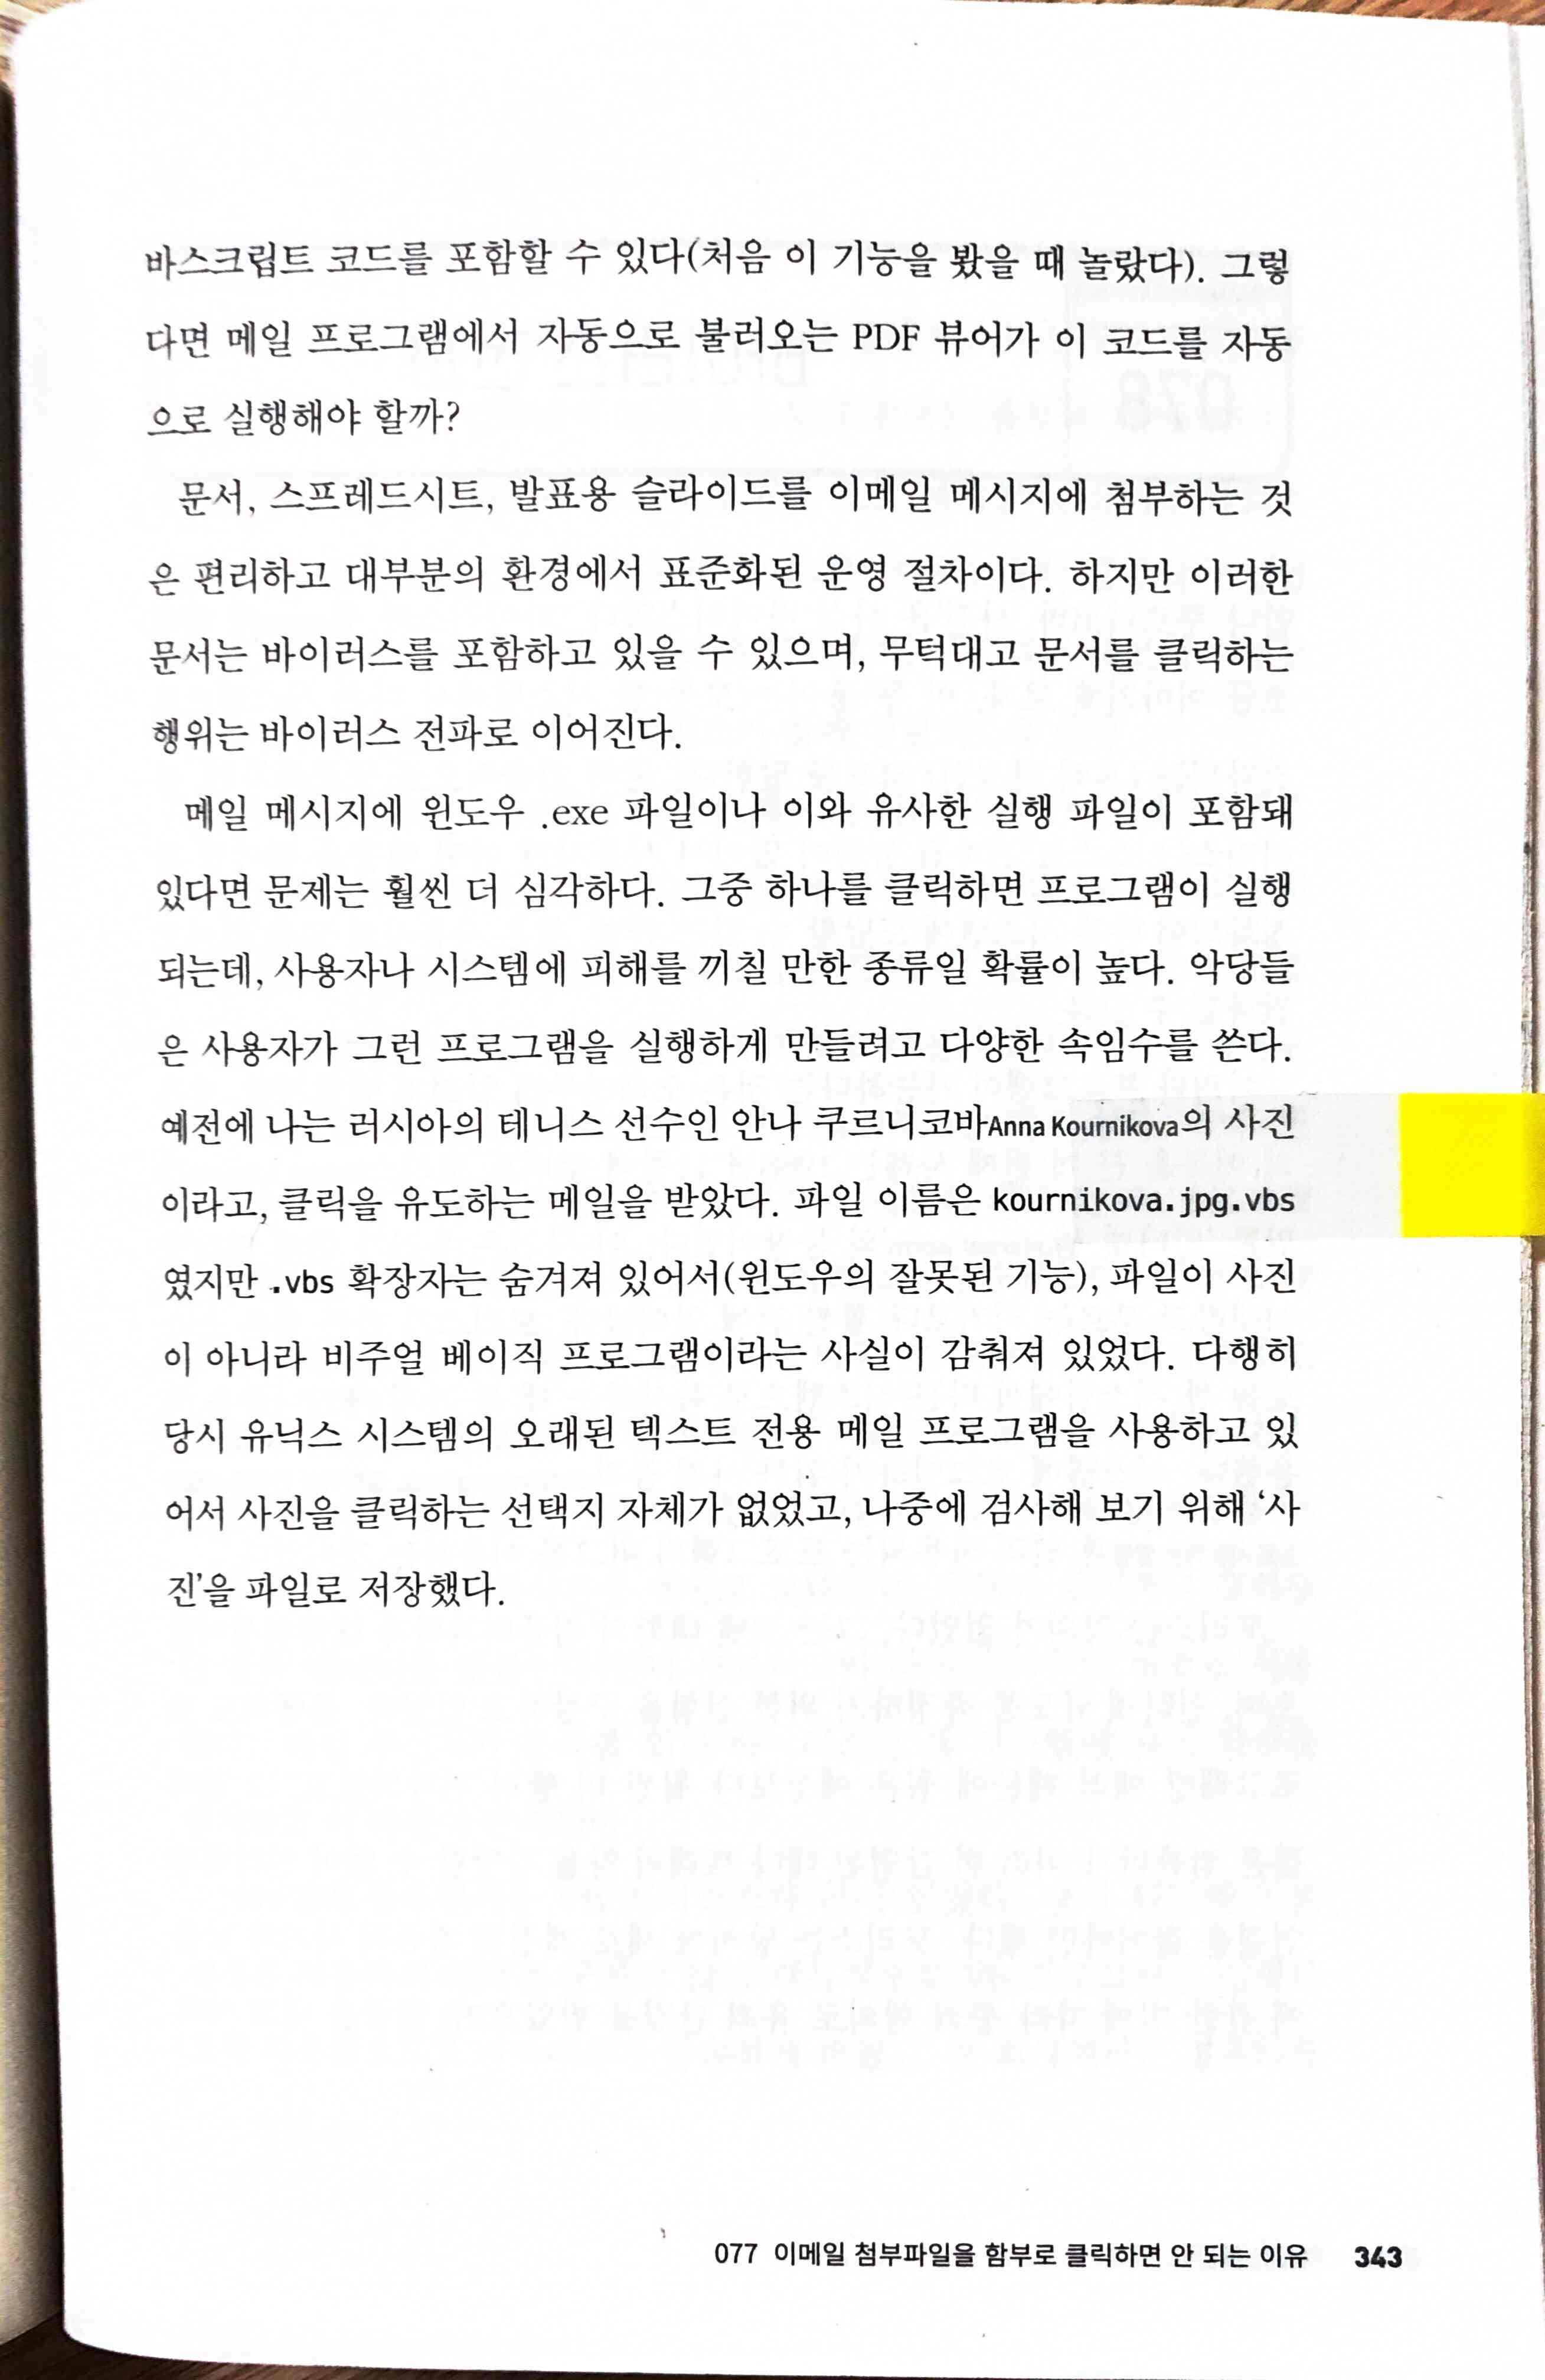 바스크립트 코드를 포함할 수 있다(처음 이 기능을 봤을 때 놀랐다). 그렇
다면 메일 프로그램에서 자동으로 불러오는 PDF 뷰어가 이 코드를 자동
으로 실행해야 할까?
문서, 스프레드시트, 발표용 슬라이드를 이메일 메시지에 첨부하는 것
은 편리하고 대부분의 환경에서 표준화된 운영 절차이다. 하지만 이러한
문서는 바이러스를 포함하고 있을 수 있으며, 무턱대고 문서를 클릭하는
행위는 바이러스 전파로 이어진다.
메일 메시지에 윈도우 .exe 파일이나 이와 유사한 실행 파일이 포함돼
있다면 문제는 훨씬 더 심각하다. 그중 하나를 클릭하면 프로그램이 실행
되는데, 사용자나 시스템에 피해를 끼칠 만한 종류일 확률이 높다. 악당들
은 사용자가 그런 프로그램을 실행하게 만들려고 다양한 속임수를 쓴다.
예전에 나는 러시아의 테니스 선수인 안나 쿠르니코바Anna Kournikova의 사진
이라고, 클릭을 유도하는 메일을 받았다. 파일 이름은 kournikova.jpg.vbs
였지만 .vbs 확장자는 숨겨져 있어서(윈도우의 잘못된 기능), 파일이 사진
이 아니라 비주얼 베이직 프로그램이라는 사실이 감춰져 있었다. 다행히
당시 유닉스 시스템의 오래된 텍스트 전용 메일 프로그램을 사용하고 있
어서 사진을 클릭하는 선택지 자체가 없었고, 나중에 검사해 보기 위해 ‘사
진’을 파일로 저장했다.
077 이메일 첨부파일을 함부로 클릭하면 안 되는 이유 343